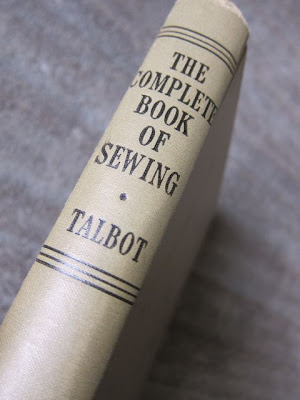 THE
COMPLETE
BOOK
OF
SEWING
•
TALBOT